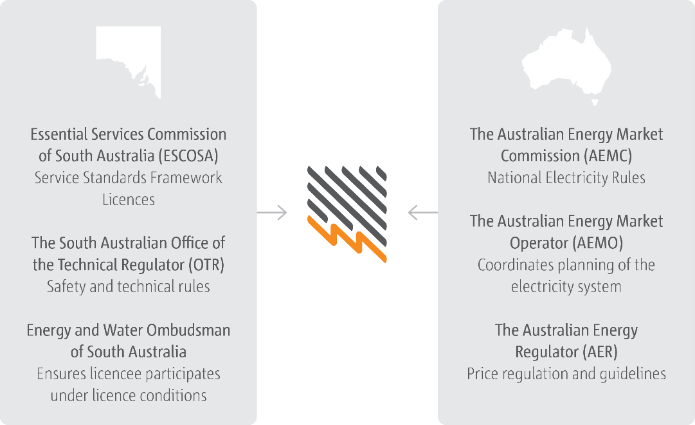 Essential Services Commission
of South Australia (ESCOSA)
Service Standards Framework
Licences
The South Australian Office of
the Technical Regulator (OTR)
Safety and technical rules
Energy and Water Ombudsman
of South Australia
Ensures licencee participates
under licence conditions
The Australian Energy Market
Commission (AEMC)
National Electricity Rules
The Australian Energy Market
Operator (AEMO)
Coordinates planning of the
electricity system
The Australian Energy
Regulator (AER)
Price regulation and guidelines